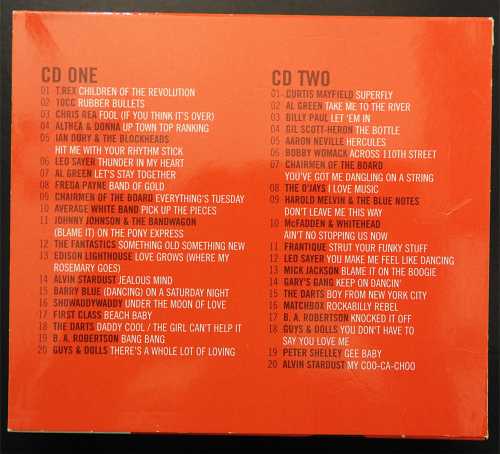 CD ONE
01 T.REX CHILDREN OF THE REVOLUTION
02 10CC RUBBER BULLETS
03 CHRIS REA FOOL (IF YOU THINK IT'S OVER)
04 ALTHEA & DONNA UP TOWN TOP RANKING
05 IAN DURY & THE BLOCKHEADS
HIT ME WITH YOUR RHYTHM STICK
06 LEO SAYER THUNDER IN MY HEART
07 AL GREEN LET'S STAY TOGETHER
08 FREDA PAYNE BAND OF GOLD
09 CHAIRMEN OF THE BOARD EVERYTHING'S TUESDAY
10 AVERAGE WHITE BAND PICK UP THE PIECES
11 JOHNNY JOHNSON & THE BANDWAGON
(BLAME IT) ON THE PONY EXPRESS
12 THE FANTASTICS SOMETHING OLD SOMETHING NEW
13 EDISON LIGHTHOUSE LOVE GROWS (WHERE MY
ROSEMARY GOES)
14 ALVIN STARDUST JEALOUS MIND
15 BARRY BLUE (DANCING) ON A SATURDAY NIGHT
16 SHOWADDYWADDY UNDER THE MOON OF LOVE
17 FIRST CLASS BEACH BABY
18 THE DARTS DADDY COOL / THE GIRL CAN'T HELP IT
19 B. A. ROBERTSON BANG BANG
20 GUYS & DOLLS THERE'S A WHOLE LOT OF LOVING
CD TWO
01 CURTIS MAYFIELD SUPERFLY
02 AL GREEN TAKE ME TO THE RIVER
03 BILLY PAUL LET 'EM IN
04 GIL SCOTT-HERON THE BOTTLE
05 AARON NEVILLE HERCULES
06 BOBBY WOMACK ACROSS 110TH STREET
07 CHAIRMEN OF THE BOARD
YOU'VE GOT ME DANGLING ON A STRING
08 THE O'JAYS I LOVE MUSIC
09 HAROLD MELVIN & THE BLUE NOTES
DON'T LEAVE ME THIS WAY
10 McFADDEN & WHITEHEAD
AIN'T NO STOPPING US NOW
11 FRANTIQUE STRUT YOUR FUNKY STUFF
12 LEO SAYER YOU MAKE ME FEEL LIKE DANCING
13 MICK JACKSON BLAME IT ON THE BOOGIE
14 GARY'S GANG KEEP ON DANCIN'
15 THE DARTS BOY FROM NEW YORK CITY
16 MATCHBOX ROCKABILLY REBEL
17 B. A. ROBERTSON KNOCKED IT OFF
18 GUYS & DOLLS YOU DON'T HAVE TO
SAY YOU LOVE ME
19 PETER SHELLEY GEE BABY
20 ALVIN STARDUST MY COO-CA-CHOO